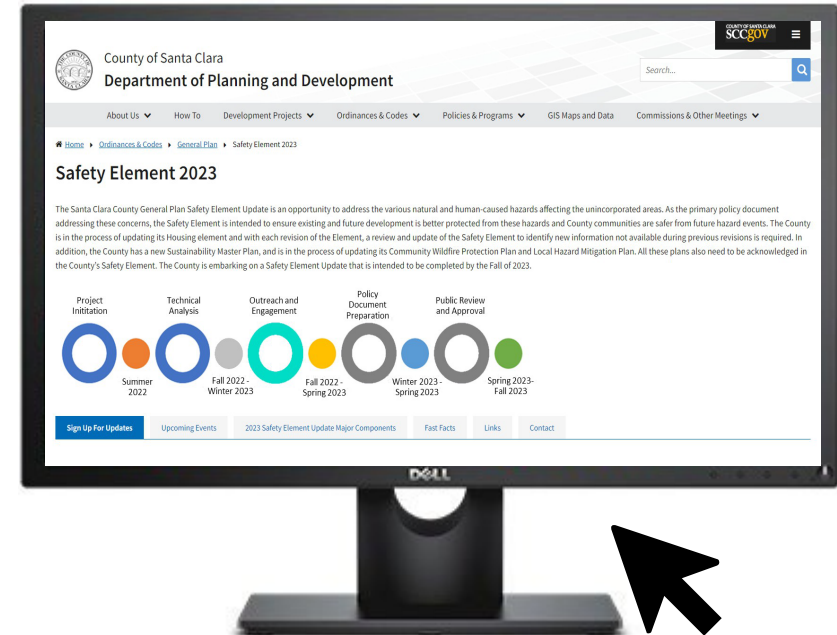 COUNTY OF SANTA CLARA
SCCgov
County of Santa Clara
Department of Planning and Development
Search...
About Us How To Development Projects Ordinances & Codes Policies & Programs GIS Maps and Data Commissions & Other Meetings
Home Ordinances & Codes General Plan Safety Element 2023
Safety Element 2023
The Santa Clara County General Plan Safety Element Update is an opportunity to address the various natural and human-caused hazards affecting the unincorporated areas. As the primary policy document
addressing these concerns, the Safety Element is intended to ensure existing and future development is better protected from these hazards and County communities are safer from future hazard events. The County
is in the process of updating its Housing element and with each revision of the Element, a review and update of the Safety Element to identify new information not available during previous revisions is required. In
addition, the County has a new Sustainability Master Plan, and is in the process of updating its Community Wildfire Protection Plan and Local Hazard Mitigation Plan. All these plans also need to be acknowledged in
the County's Safety Element. The County is embarking on a Safety Element Update that is intended to be completed by the Fall of 2023.
Project
Inititation
Technical
Analysis
Outreach and
Engagement
Policy
Document
Preparation
Public Review
and Approval
Summer
2022
Fall 2022 -
Winter 2023
Fall 2022 -
Spring 2023
Winter 2023 -
Spring 2023
Spring 2023-
Fall 2023
Sign Up For Updates Upcoming Events 2023 Safety Element Update Major Components Fast Facts Links Contact
DELL